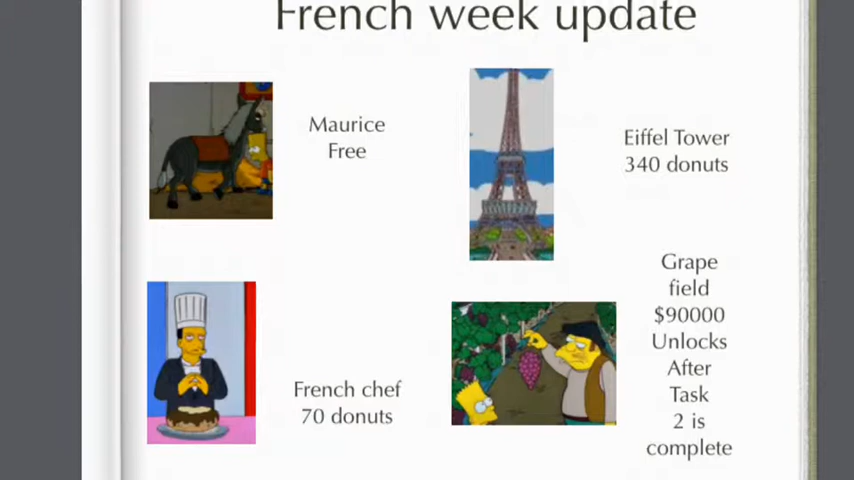 French week update
Maurice
Free
Eiffel Tower
340 donuts
French chef
70 donuts
Grape
field
$90000
Unlocks
After
Task
2 is
complete